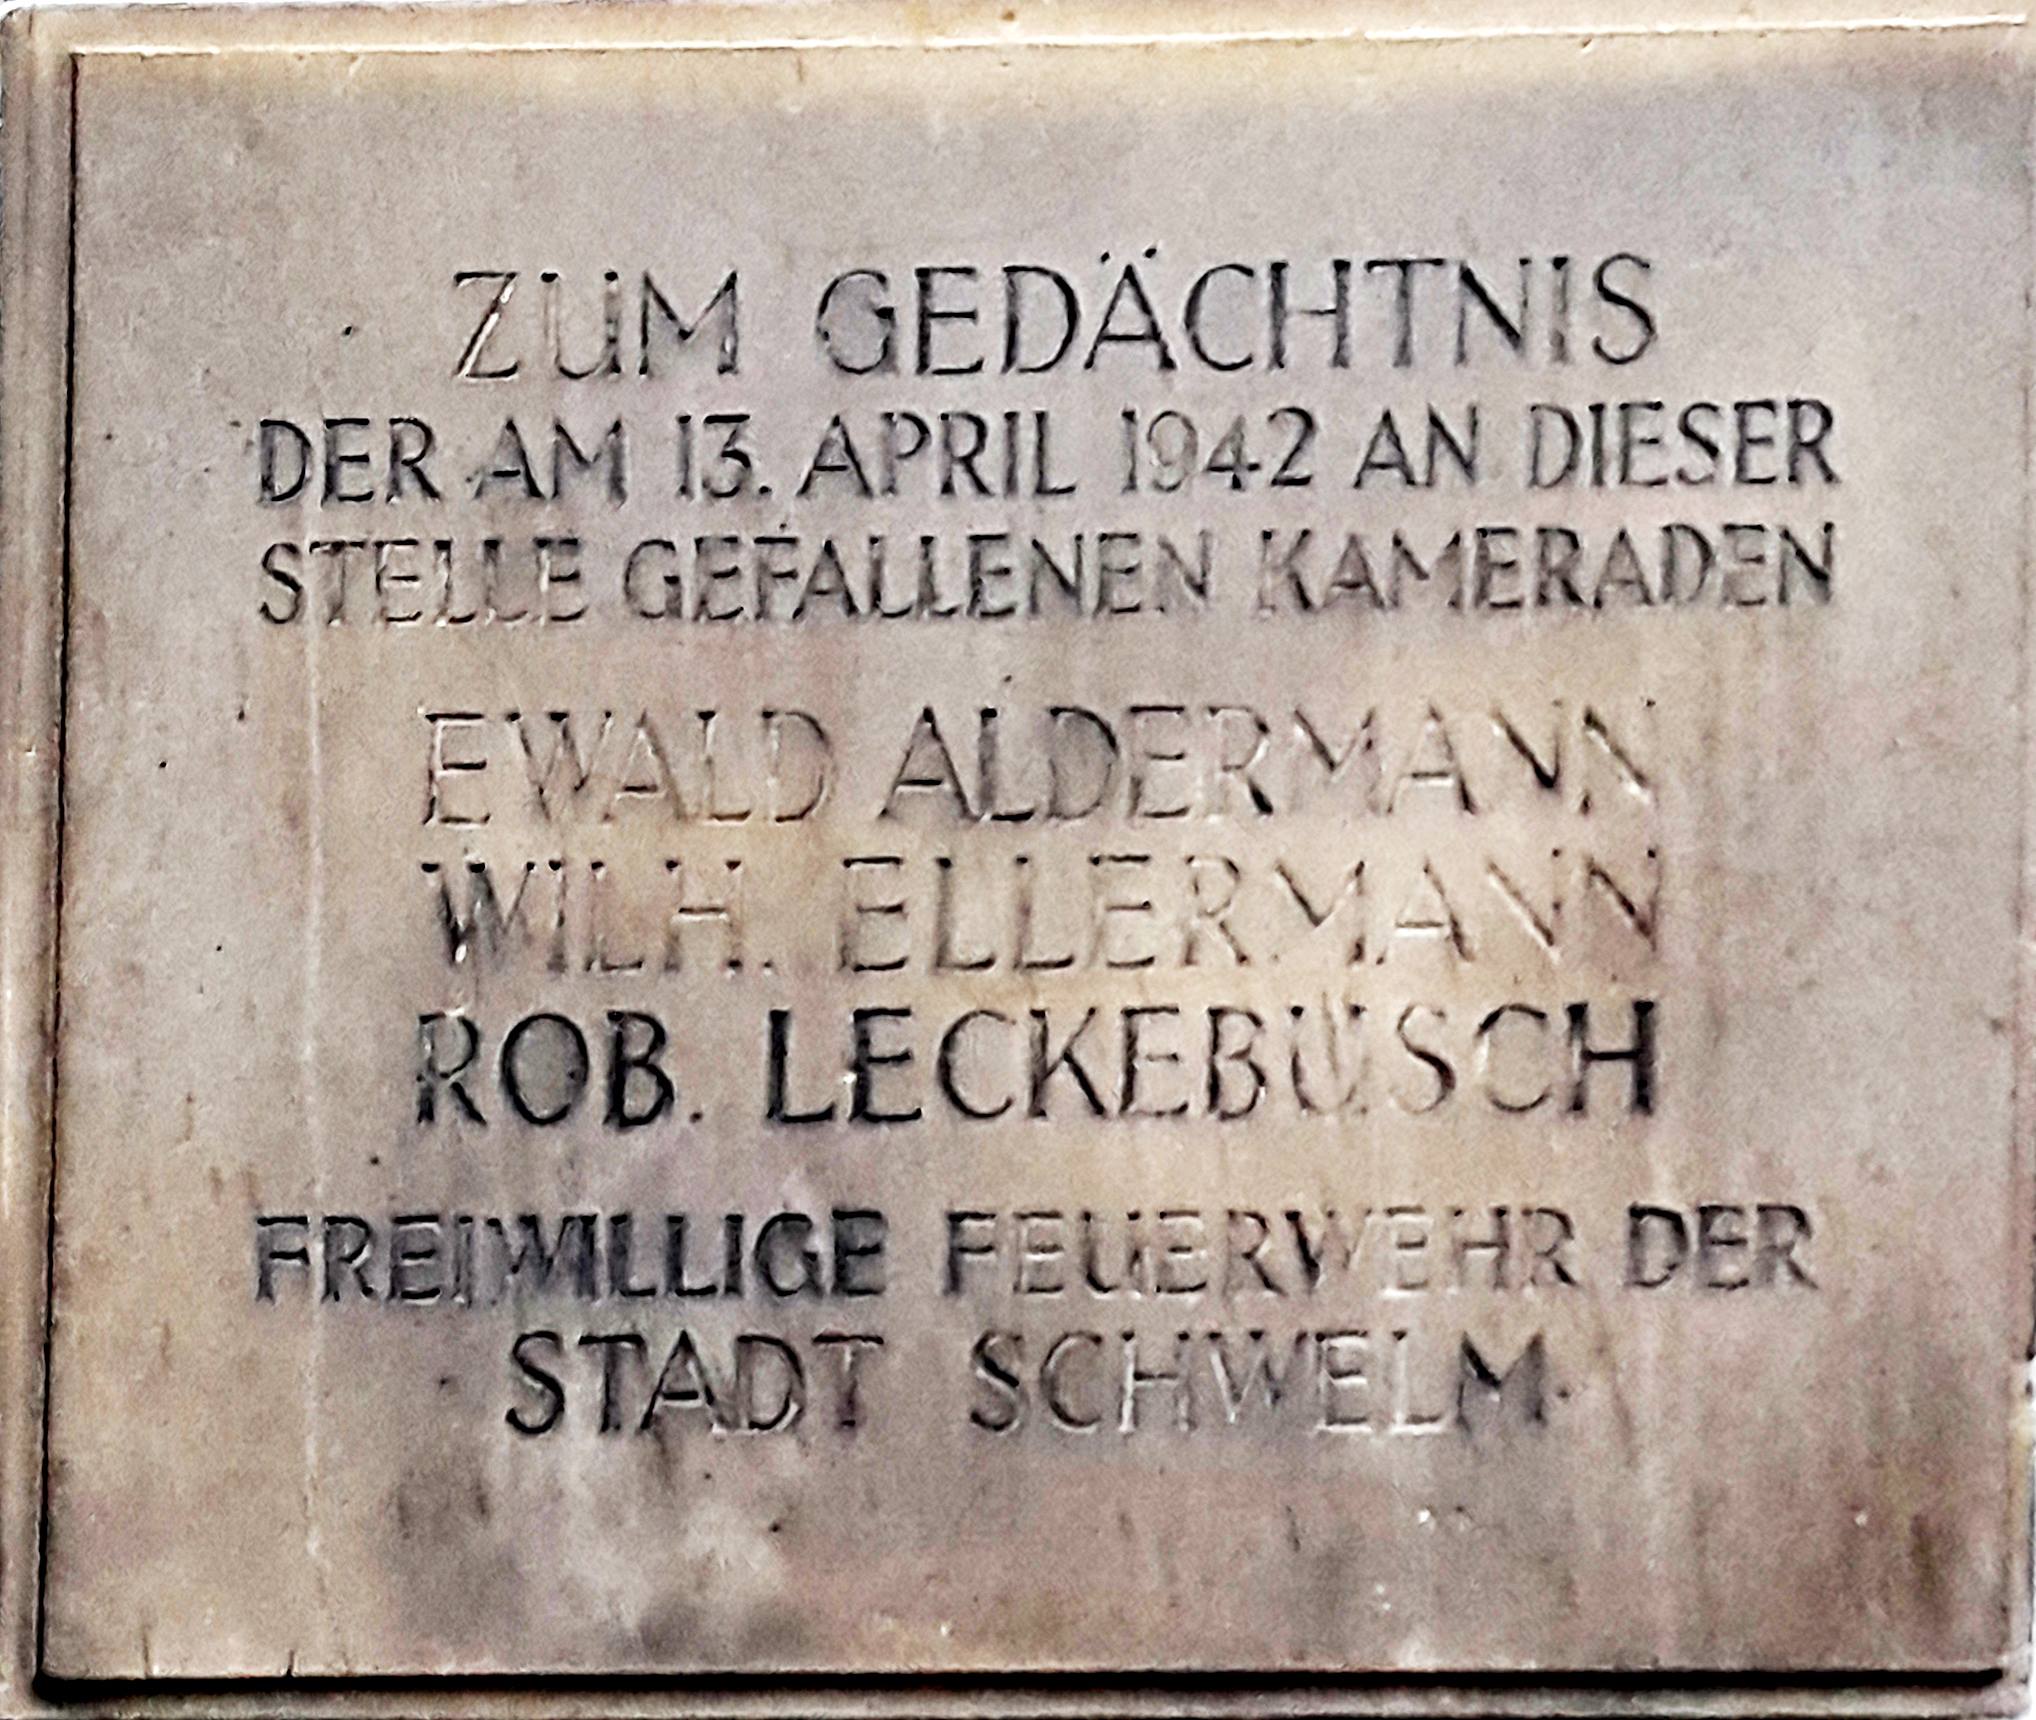 ZUM GEDÄCHTNIS
DER AM 13. APRIL 1942 AN DIESER
STELLE GEFALLENEN KAMERADEN
EWALD ALDERMANN
WILH. ELLERMANN
ROB. LECKEBUSCH
FREIWILLIGE FEUERWEHR DER
STADT SCHWELM.